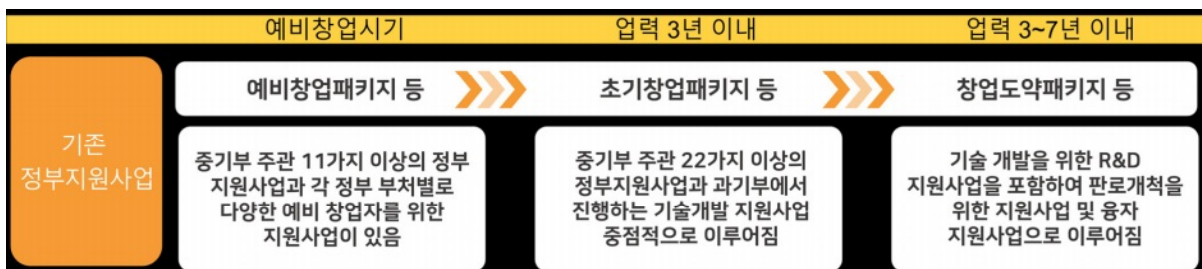 예비창업시기
업력 3년 이내
업력 3~7년 이내
기존
정부지원사업
예비창업패키지 등
초기창업패키지 등
창업도약패키지 등
중기부 주관 11가지 이상의 정부
지원사업과 각 정부 부처별로
다양한 예비 창업자를 위한
지원사업이 있음
중기부 주관 22가지 이상의
정부지원사업과 과기부에서
진행하는 기술개발 지원사업
중점적으로 이루어짐
기술 개발을 위한 R&D
지원사업을 포함하여 판로개척을
위한 지원사업 및 융자
지원사업으로 이루어짐